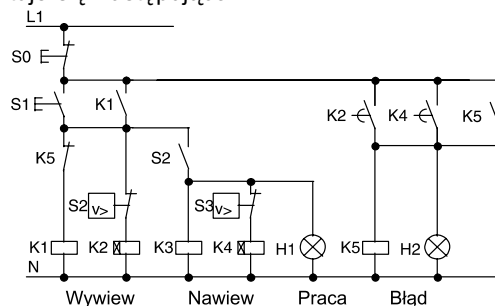 L1
S0
S1 K1 K2 K4 K5
K5 S2
S2 v> S3 v>
K1 K2 K3 K4 H1 K5 H2
N
Wywiew Nawiew Praca Błąd